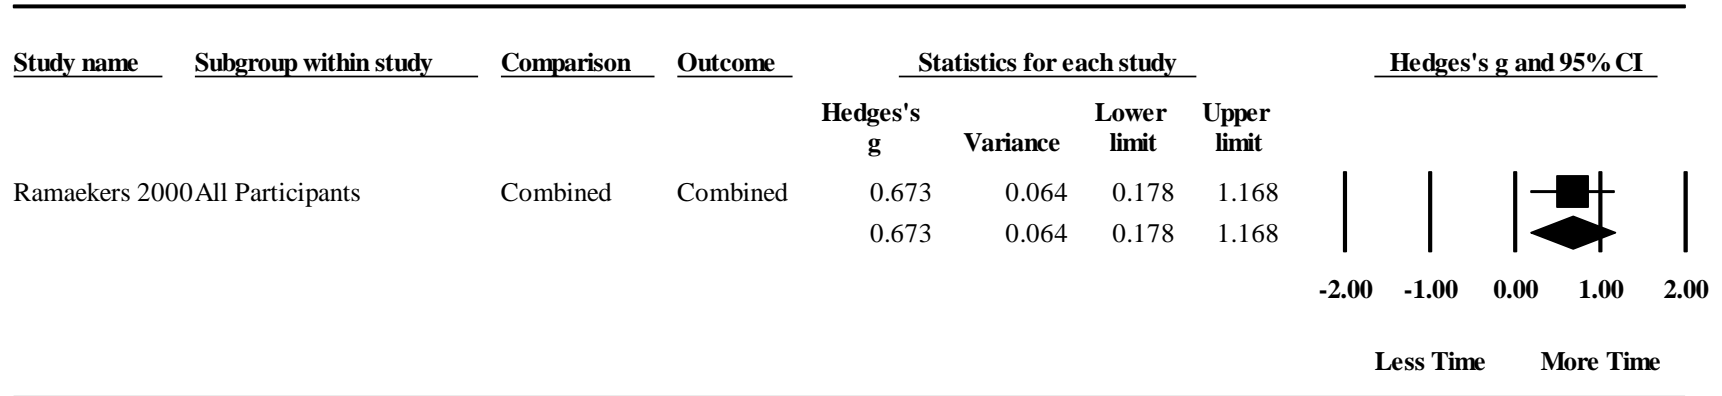 Study name Subgroup within study Comparison Outcome Statistics for each study Hedges's g and 95% CI
Hedges's Lower Upper
g Variance limit limit
Ramaekers 2000 All Participants Combined Combined 0.673 0.064 0.178 1.168
0.673 0.064 0.178 1.168
-2.00 -1.00 0.00 1.00 2.00
Less Time More Time